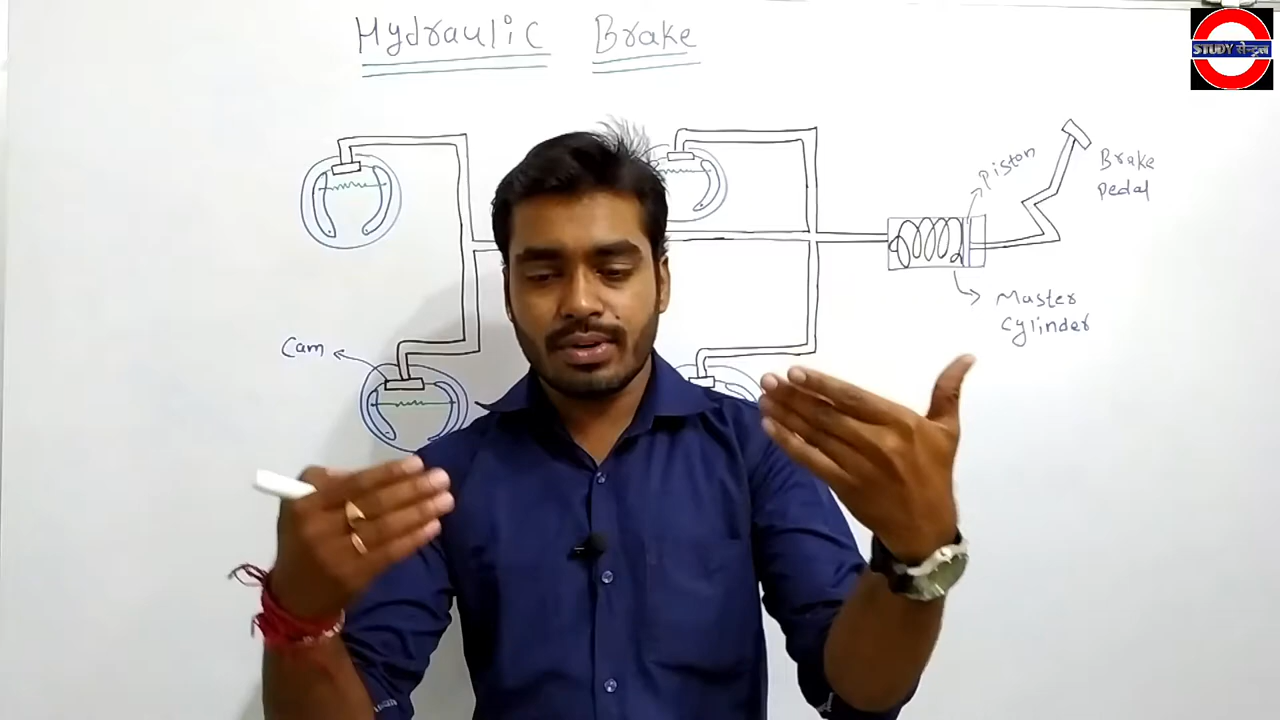 Hydraulic Brake
STUDY सेन्ट्रल
piston
Brake
pedal
Master
Cylinder
Cam